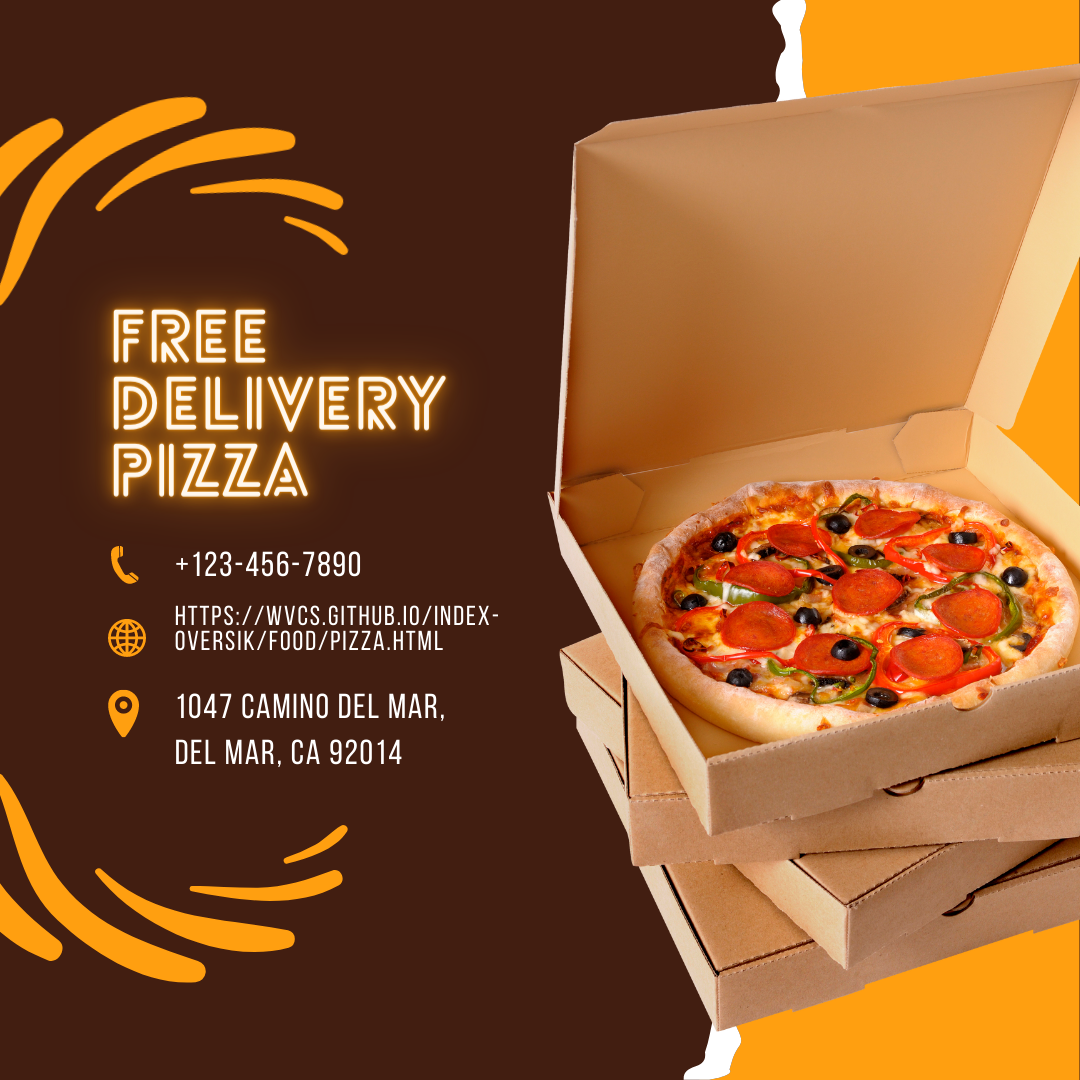 FREE
DELIVERY
PIZZA
+123-456-7890
HTTPS://WVCS.GITHUB.IO/INDEX-
OVERSIK/FOOD/PIZZA.HTML
1047 CAMINO DEL MAR,
DEL MAR, CA 92014